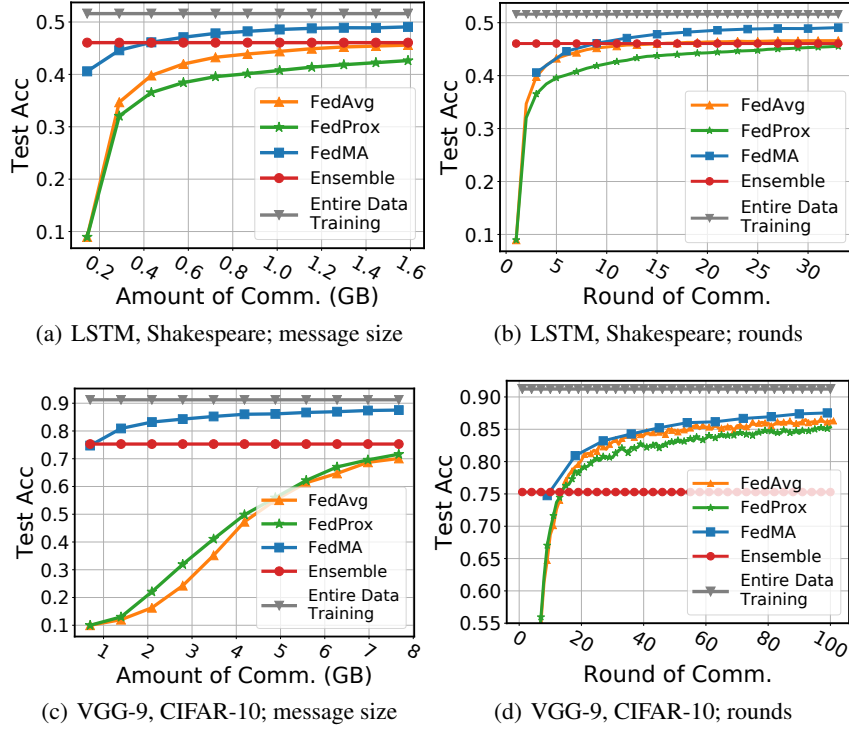 0.5
0.4
0.3
0.2
0.1
Test Acc
FedAvg
FedProx
FedMA
Ensemble
Entire Data
Training
0.2 0.4 0.6 0.8 1.0 1.2 1.4 1.6
Amount of Comm. (GB)
(a) LSTM, Shakespeare; message size
0.5
0.4
0.3
0.2
0.1
Test Acc
FedAvg
FedProx
FedMA
Ensemble
Entire Data
Training
0 5 10 15 20 25 30
Round of Comm.
(b) LSTM, Shakespeare; rounds
0.9
0.8
0.7
0.6
0.5
0.4
0.3
0.2
0.1
Test Acc
FedAvg
FedProx
FedMA
Ensemble
Entire Data
Training
1 2 3 4 5 6 7 8
Amount of Comm. (GB)
(c) VGG-9, CIFAR-10; message size
0.90
0.85
0.80
0.75
0.70
0.65
0.60
0.55
Test Acc
FedAvg
FedProx
FedMA
Ensemble
Entire Data
Training
0 20 40 60 80 100
Round of Comm.
(d) VGG-9, CIFAR-10; rounds